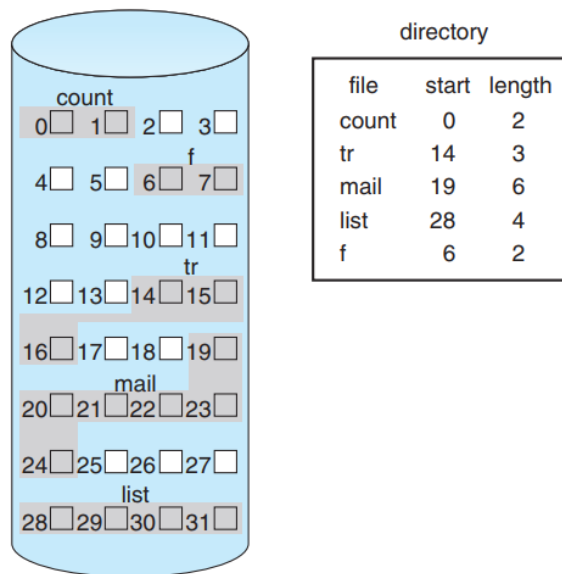 count
0 1 2 3
f
4 5 6 7
8 9 10 11
tr
12 13 14 15
16 17 18 19
mail
20 21 22 23
24 25 26 27
list
28 29 30 31
directory
file start length
count 0 2
tr 14 3
mail 19 6
list 28 4
f 6 2